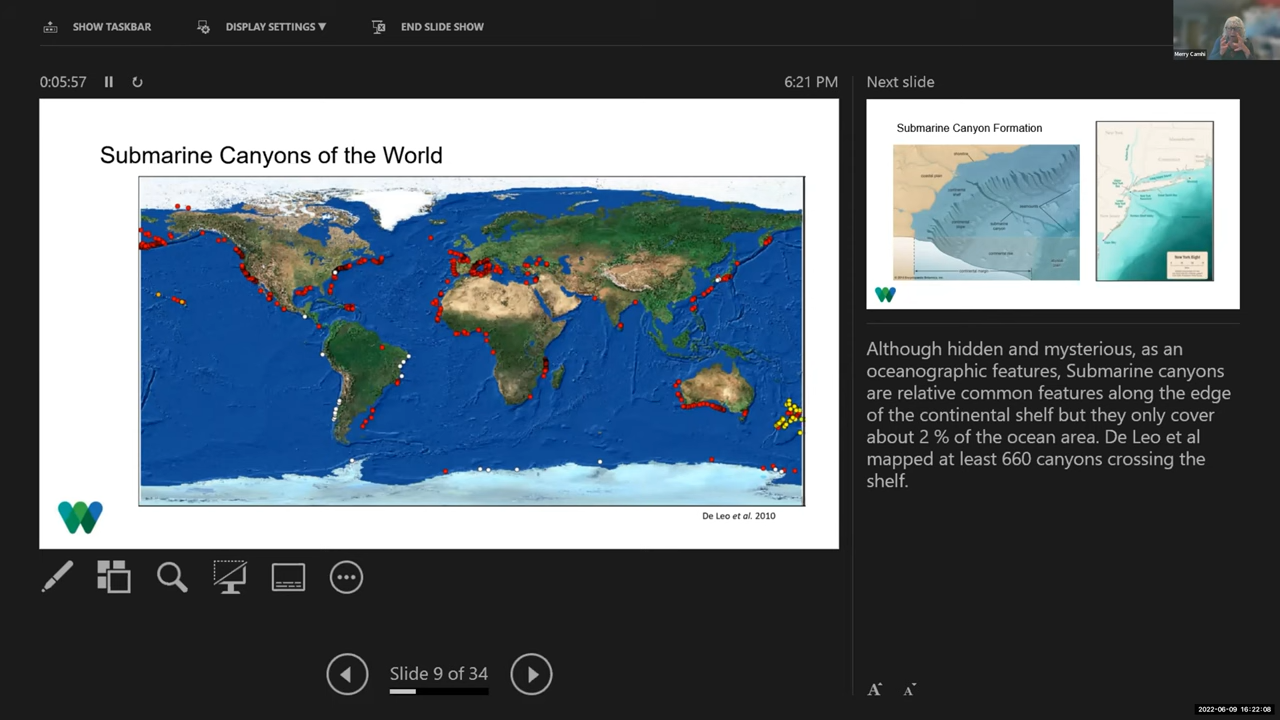 SHOW TASKBAR
DISPLAY SETTINGS ▼
END SLIDE SHOW
Merry Camhi
0:05:57
6:21 PM
Next slide
Submarine Canyons of the World
De Leo et al. 2010
Submarine Canyon Formation
Although hidden and mysterious, as an
oceanographic features, Submarine canyons
are relative common features along the edge
of the continental shelf but they only cover
about 2 % of the ocean area. De Leo et al
mapped at least 660 canyons crossing the
shelf.
Slide 9 of 34
A A
2022-06-09 16:22:08